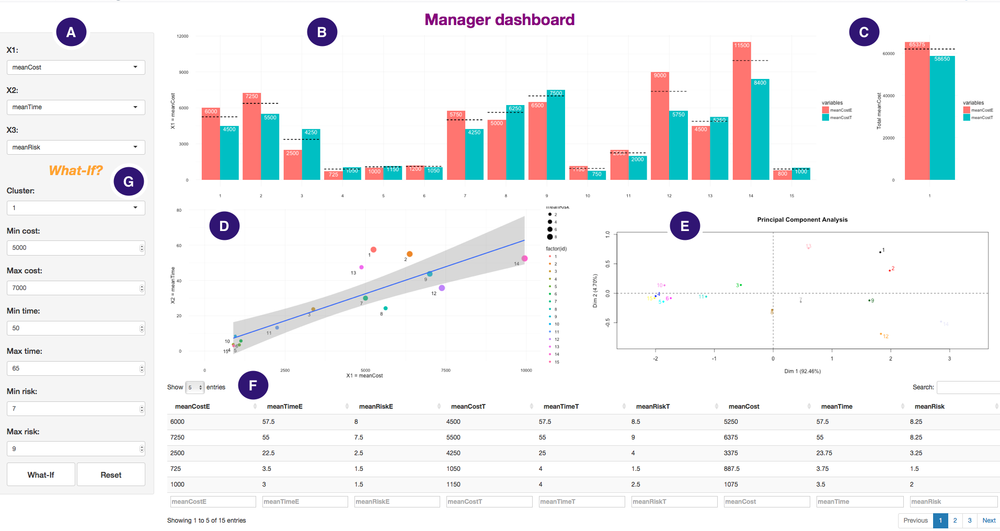 Manager dashboard
A
X1:
meanCost
X2:
meanTime
X3:
meanRisk
What-If?
G
Cluster:
1
Min cost:
5000
Max cost:
7000
Min time:
50
Max time:
65
Min risk:
7
Max risk:
9
What-If Reset
B
X1 = meanCost
12000
9000
6000
3000
0
6000 4500
7250 5500
2500 4250
725 1050
1000 1150
1200 1050
5750 4250
5000 6250
6500 7500
1150 750
2500 2000
9000 5750
4500 5250
11500 8400
800 1000
1 2 3 4 5 6 7 8 9 10 11 12 13 14 15
variables
meanCostE
meanCostT
C
Total meanCost
60000
40000
20000
0
65375
58650
1
variables
meanCostE
meanCostT
D
X2 = meanTime
80
60
40
20
0
1
2
13
14
9
12
7
8
3
11
10
6
15 4 5
0 2500 5000 7500 10000
X1 = meanCost
meanRisk
2
4
6
8
factor(id)
1
2
3
4
5
6
7
8
9
10
11
12
13
14
15
E
Principal Component Analysis
Dim 2 (4.70%)
1.0
0.5
0.0
-0.5
13
1
2
10
3
4
15 6
5
11
7
9
8
14
12
-2 -1 0 1 2 3
Dim 1 (92.46%)
F
Show 5 entries
Search:
meanCostE meanTimeE meanRiskE meanCostT meanTimeT meanRiskT meanCost meanTime meanRisk
6000 57.5 8 4500 57.5 8.5 5250 57.5 8.25
7250 55 7.5 5500 55 9 6375 55 8.25
2500 22.5 2.5 4250 25 4 3375 23.75 3.25
725 3.5 1.5 1050 4 1.5 887.5 3.75 1.5
1000 3 1.5 1150 4 2.5 1075 3.5 2
meanCostE meanTimeE meanRiskE meanCostT meanTimeT meanRiskT meanCost meanTime meanRisk
Showing 1 to 5 of 15 entries
Previous 1 2 3 Next